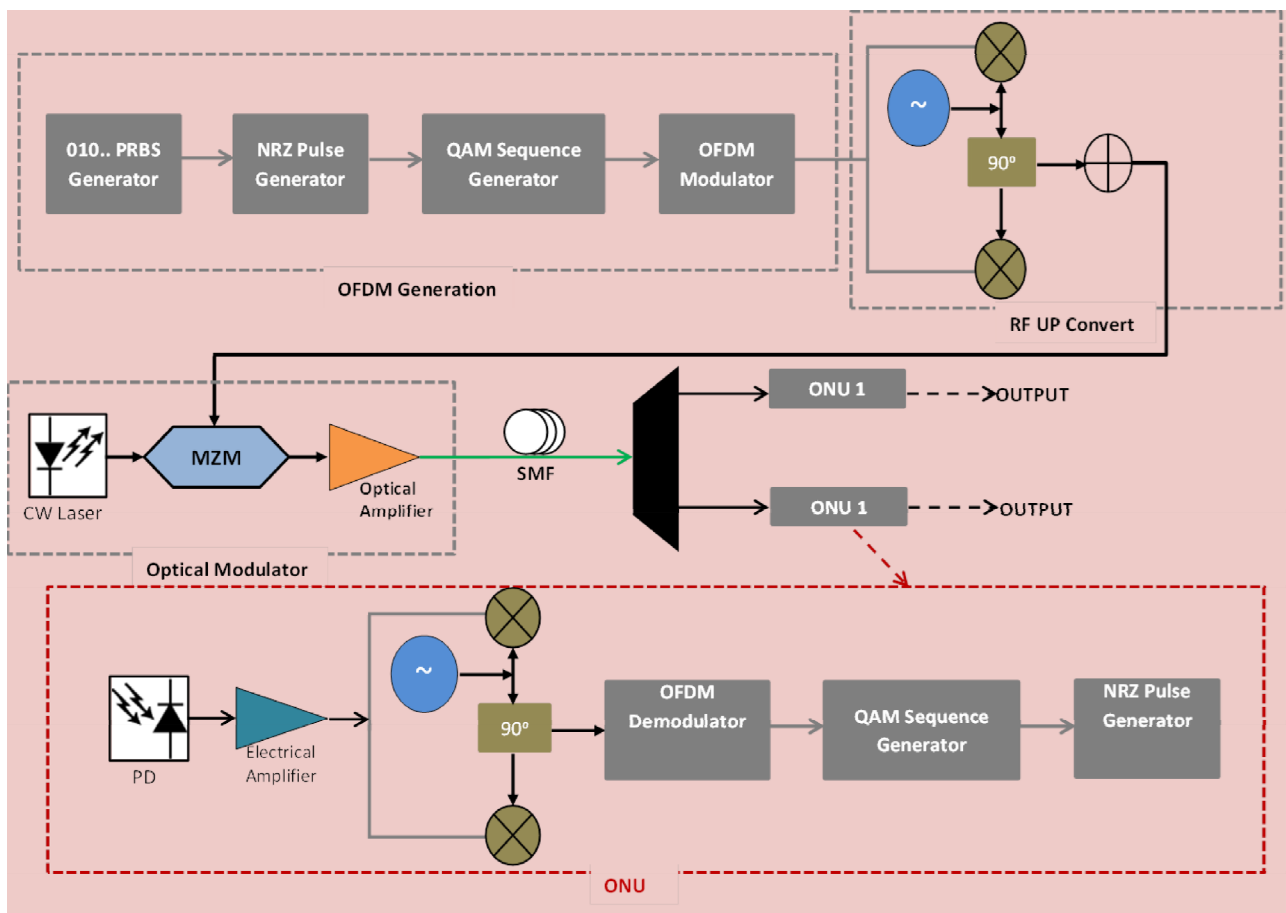 010.. PRBS
Generator
NRZ Pulse
Generator
QAM Sequence
Generator
OFDM
Modulator
~
90º
OFDM Generation
RF UP Convert
CW Laser
MZM
Optical
Amplifier
Optical Modulator
SMF
ONU 1
OUTPUT
ONU 1
OUTPUT
PD
Electrical
Amplifier
~
90º
OFDM
Demodulator
QAM Sequence
Generator
NRZ Pulse
Generator
ONU